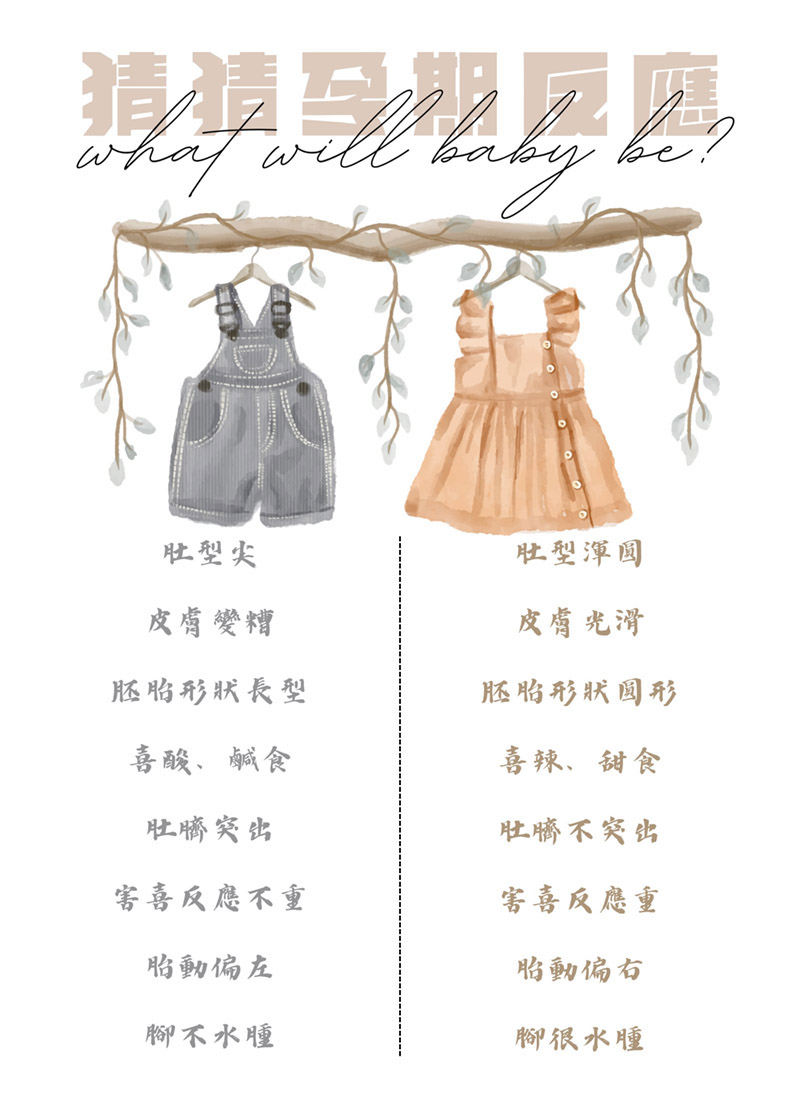 猜猜孕期反應
what will baby be?
肚型尖
皮膚變糟
胚胎形狀長型
喜酸、鹹食
肚臍突出
害喜反應不重
胎動偏左
腳不水腫
肚型渾圓
皮膚光滑
胚胎形狀圓形
喜辣、甜食
肚臍不突出
害喜反應重
胎動偏右
腳很水腫